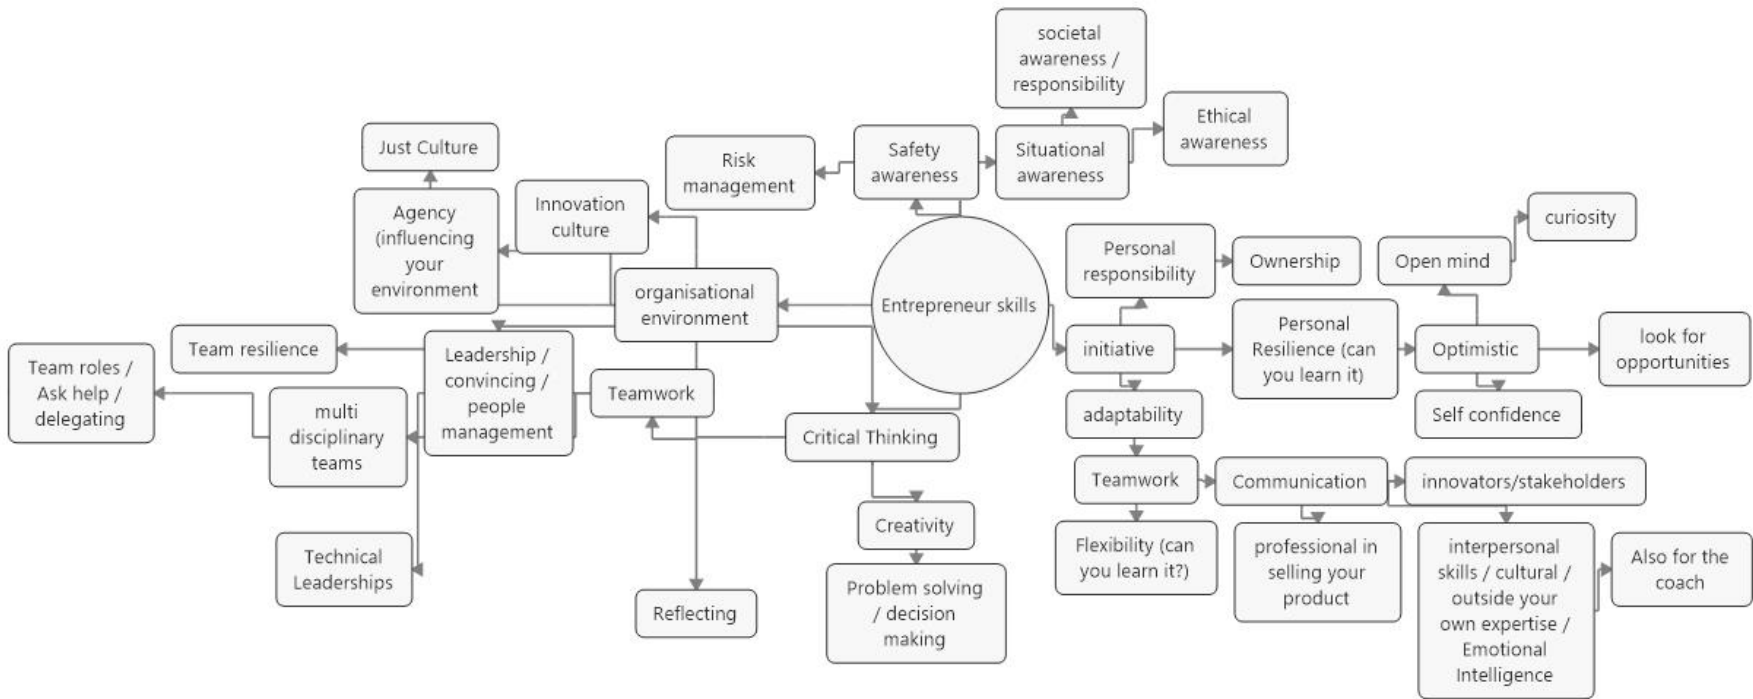 societal
awareness /
responsibility
Ethical
awareness
Just Culture
Risk
management
Safety
awareness
Situational
awareness
Agency
(influencing
your
environment
Innovation
culture
curiosity
Personal
responsibility
Ownership
Open mind
organisational
environment
Entrepreneur skills
Team resilience
Leadership /
convincing /
people
management
initiative
Personal
Resilience (can
you learn it)
Optimistic
look for
opportunities
Team roles /
Ask help /
delegating
multi
disciplinary
teams
Teamwork
Critical Thinking
adaptability
Self confidence
Teamwork
Communication
innovators/stakeholders
Technical
Leaderships
Creativity
Flexibility (can
you learn it?)
professional in
selling your
product
interpersonal
skills / cultural /
outside your
own expertise /
Emotional
Intelligence
Also for the
coach
Reflecting
Problem solving
/ decision
making